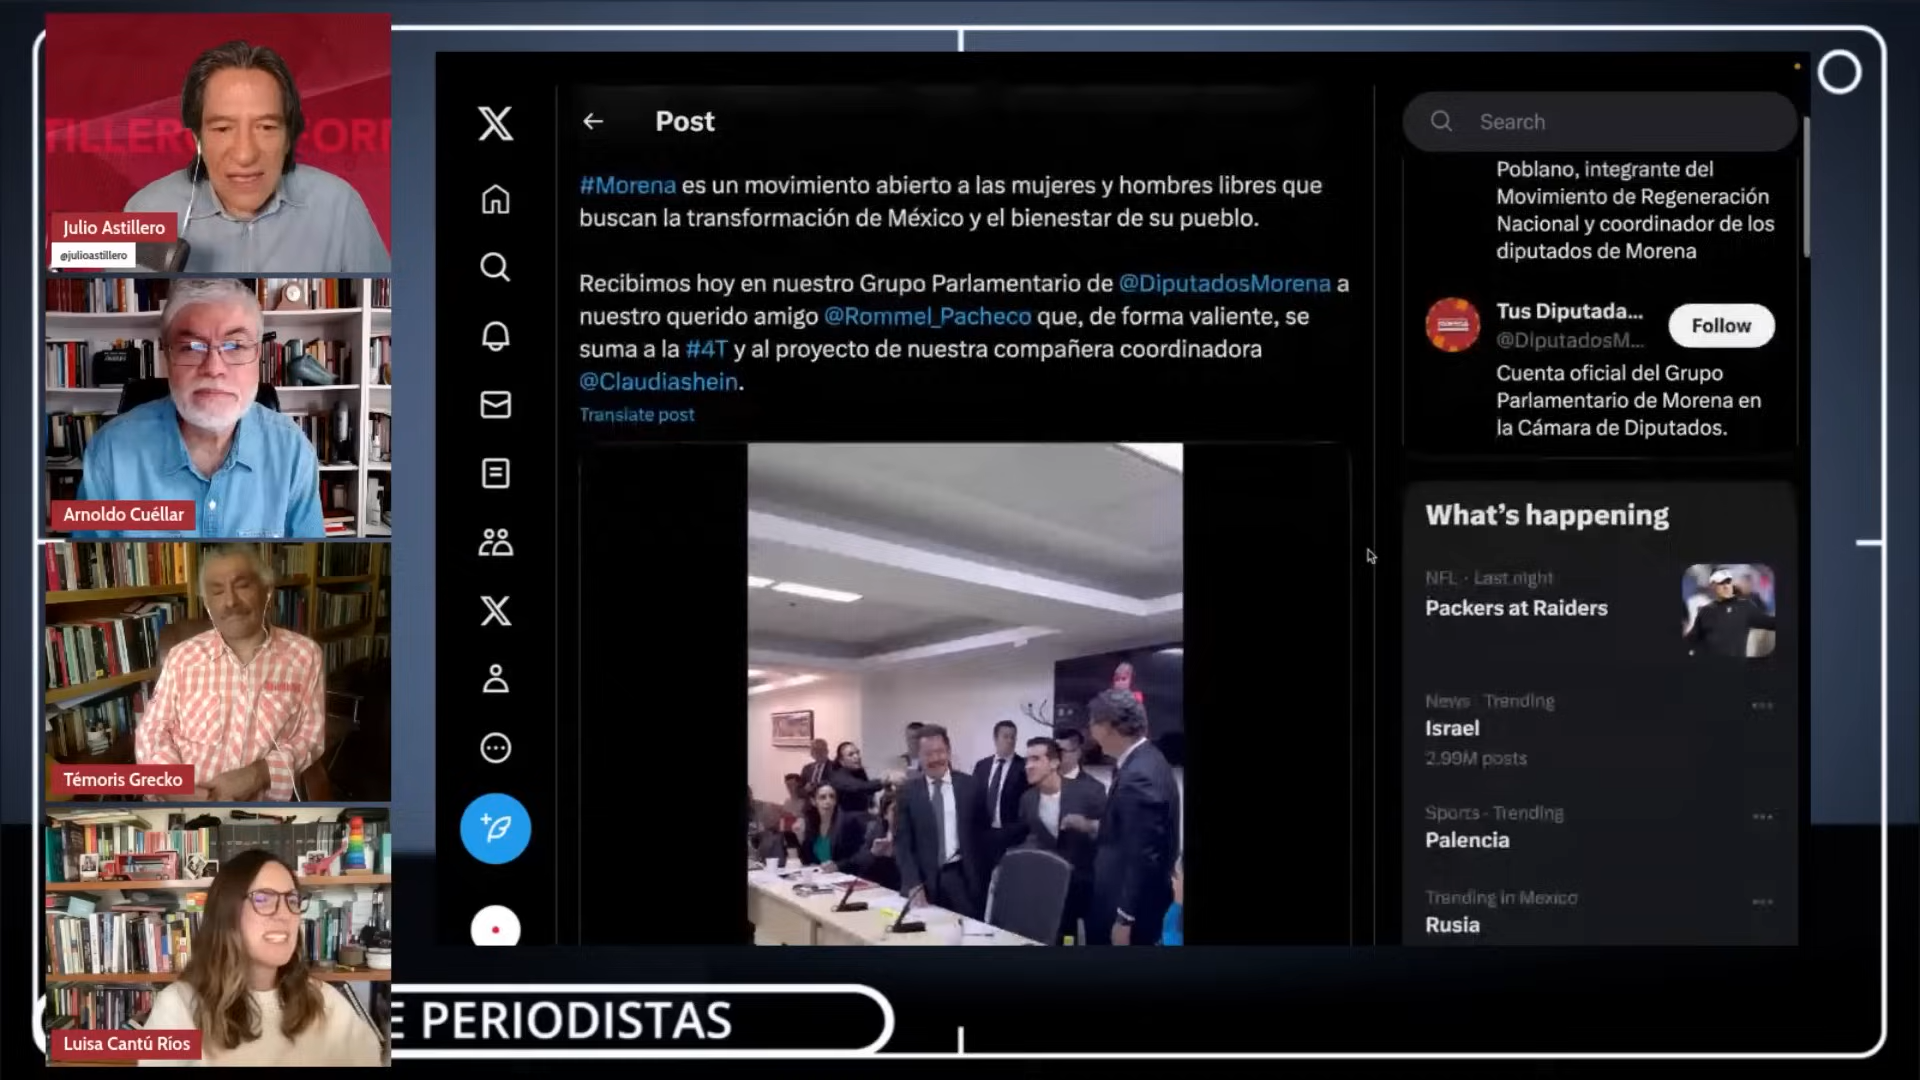 TILLERO
FORM
Julio Astillero
@julioastillero
Arnoldo Cuéllar
Témoris Grecko
Luisa Cantú Ríos
E PERIODISTAS
Post
#Morena es un movimiento abierto a las mujeres y hombres libres que
buscan la transformación de México y el bienestar de su pueblo.
Recibimos hoy en nuestro Grupo Parlamentario de @DiputadosMorena a
nuestro querido amigo @Rommel_Pacheco que, de forma valiente, se
suma a la #4T y al proyecto de nuestra compañera coordinadora
@Claudiashein.
Translate post
Search
Poblano, integrante del
Movimiento de Regeneración
Nacional y coordinador de los
diputados de Morena
Tus Diputada...
Follow
@DiputadosM...
Cuenta oficial del Grupo
Parlamentario de Morena en
la Cámara de Diputados.
What's happening
NFL · Last night
Packers at Raiders
News · Trending
Israel
2.99M posts
Sports · Trending
Palencia
Trending in Mexico
Rusia